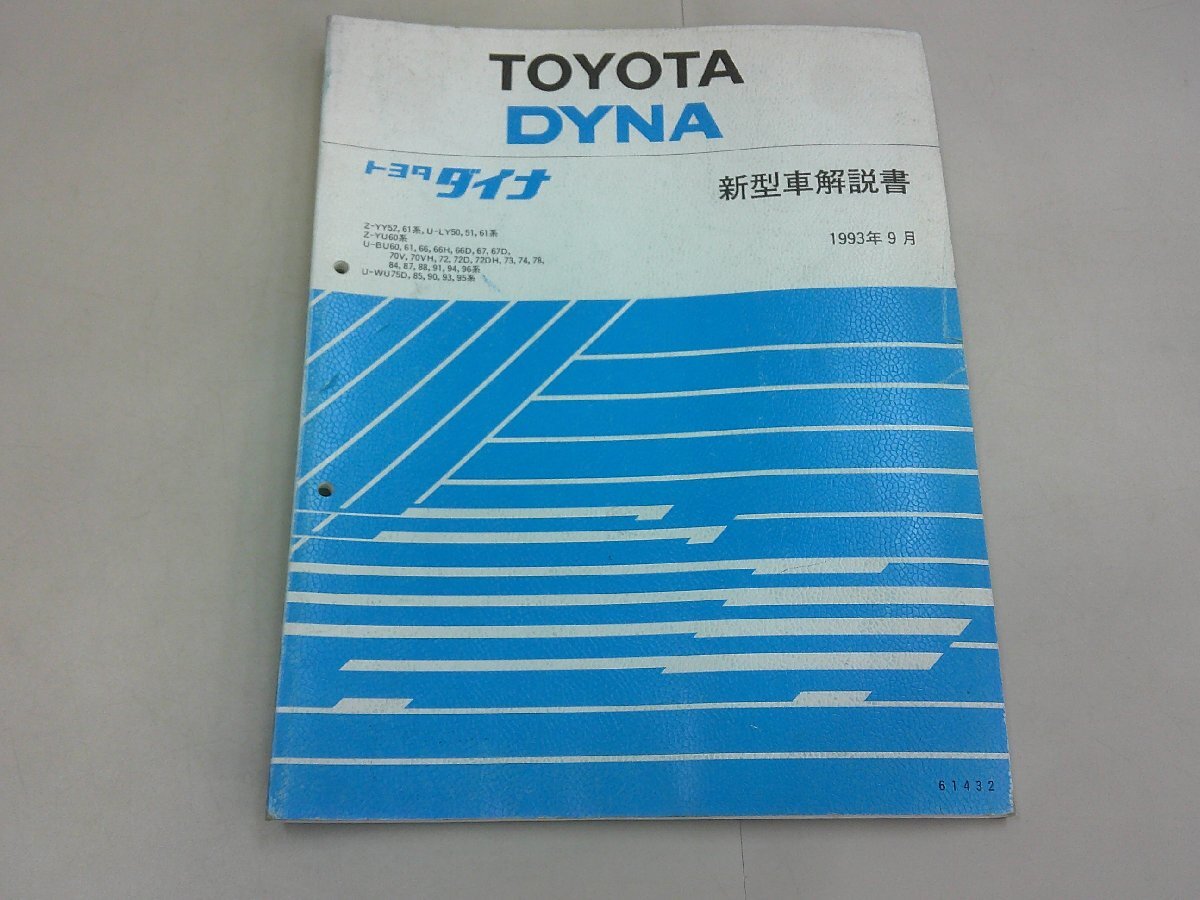 TOYOTA
DYNA
トヨタ ダイナ
新型車解説書
1993年9月
Z-YY52, 61系, U-LY50, 51, 61系
Z-YU60系
U-BU60, 61, 66, 66H, 66D, 67, 67D,
70V, 70VH, 72, 72D, 72DH, 73, 74, 78,
84, 87, 88, 91, 94, 96系
U-WU75D, 85, 90, 93, 95系
61432